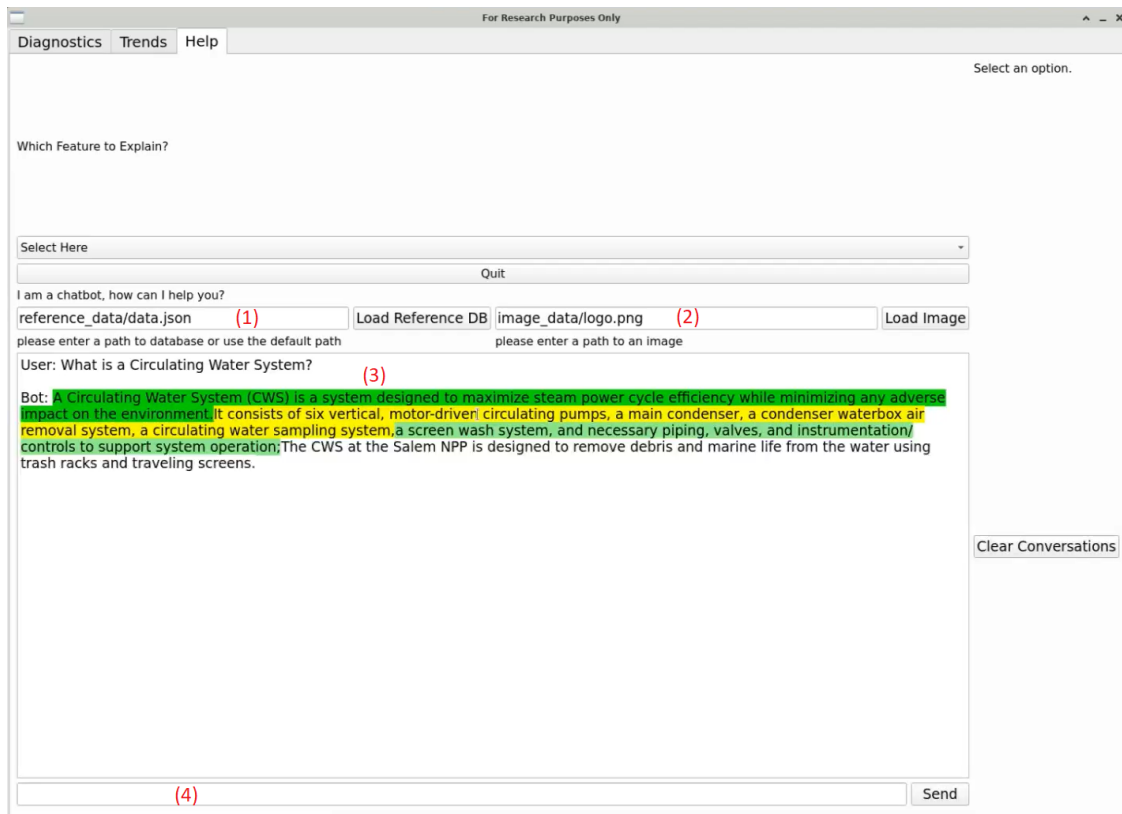 For Research Purposes Only
Diagnostics Trends Help
Select an option.
Which Feature to Explain?
Select Here
Quit
I am a chatbot, how can I help you?
reference_data/data.json (1) Load Reference DB image_data/logo.png (2) Load Image
please enter a path to database or use the default path please enter a path to an image
User: What is a Circulating Water System?
(3)
Bot: A Circulating Water System (CWS) is a system designed to maximize steam power cycle efficiency while minimizing any adverse
impact on the environment.It consists of six vertical, motor-driven circulating pumps, a main condenser, a condenser waterbox air
removal system, a circulating water sampling system,a screen wash system, and necessary piping, valves, and instrumentation/
controls to support system operation;The CWS at the Salem NPP is designed to remove debris and marine life from the water using
trash racks and traveling screens.
Clear Conversations
(4) Send